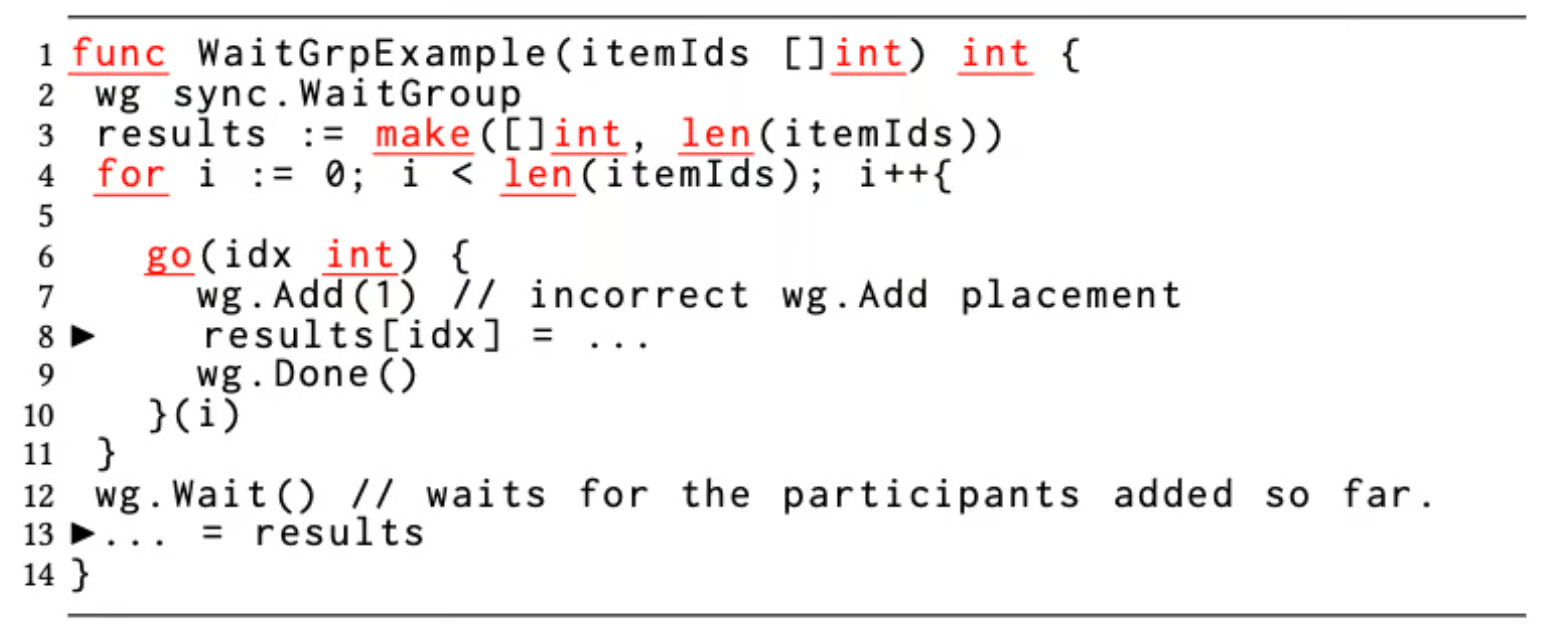 1 func WaitGrpExample(itemIds []int) int {
2 wg sync.WaitGroup
3 results := make([]int, len(itemIds))
4 for i := 0; i < len(itemIds); i++{
5
6 go(idx int) {
7 wg.Add(1) // incorrect wg.Add placement
8 ► results[idx] = ...
9 wg.Done()
10 }(i)
11 }
12 wg.Wait() // waits for the participants added so far.
13 ►... = results
14 }